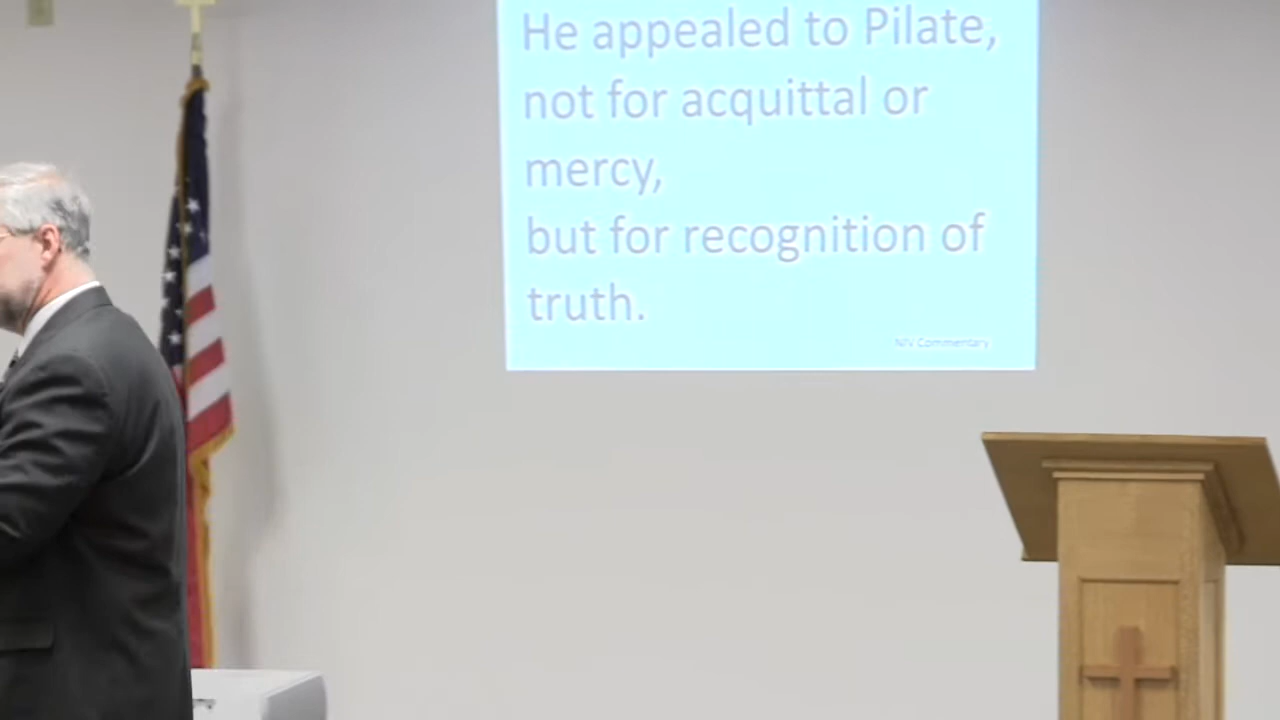 He appealed to Pilate,
not for acquittal or
mercy,
but for recognition of
truth.
NIV Commentary